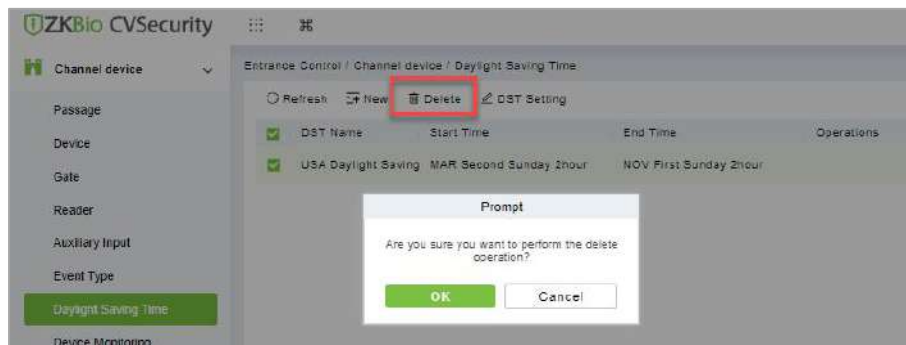 ZKBio CVSecurity
Channel device
Passage
Device
Gate
Reader
Auxiliary Input
Event Type
Daylight Saving Time
Device Monitoring
Entrance Control / Channel device / Daylight Saving Time
Refresh New Delete DST Setting
DST Name Start Time End Time Operations
USA Daylight Saving MAR Second Sunday 2hour NOV First Sunday 2hour
Prompt
Are you sure you want to perform the delete
operation?
OK Cancel